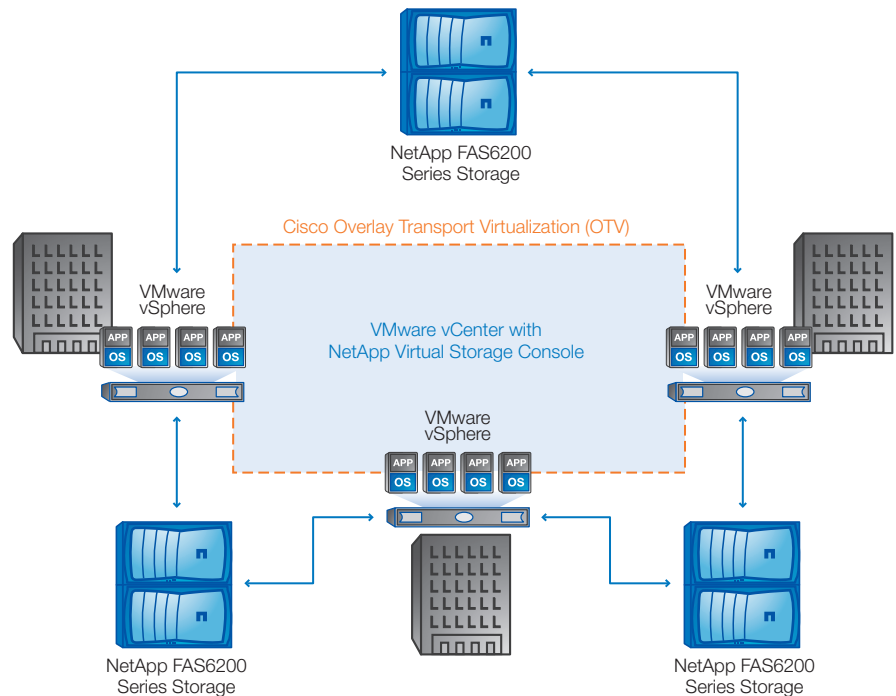 NetApp FAS6200
Series Storage
Cisco Overlay Transport Virtualization (OTV)
VMware
vSphere
APP APP APP APP
OS OS OS OS
VMware vCenter with
NetApp Virtual Storage Console
VMware
vSphere
APP APP APP APP
OS OS OS OS
VMware
vSphere
APP APP APP APP
OS OS OS OS
NetApp FAS6200
Series Storage
NetApp FAS6200
Series Storage